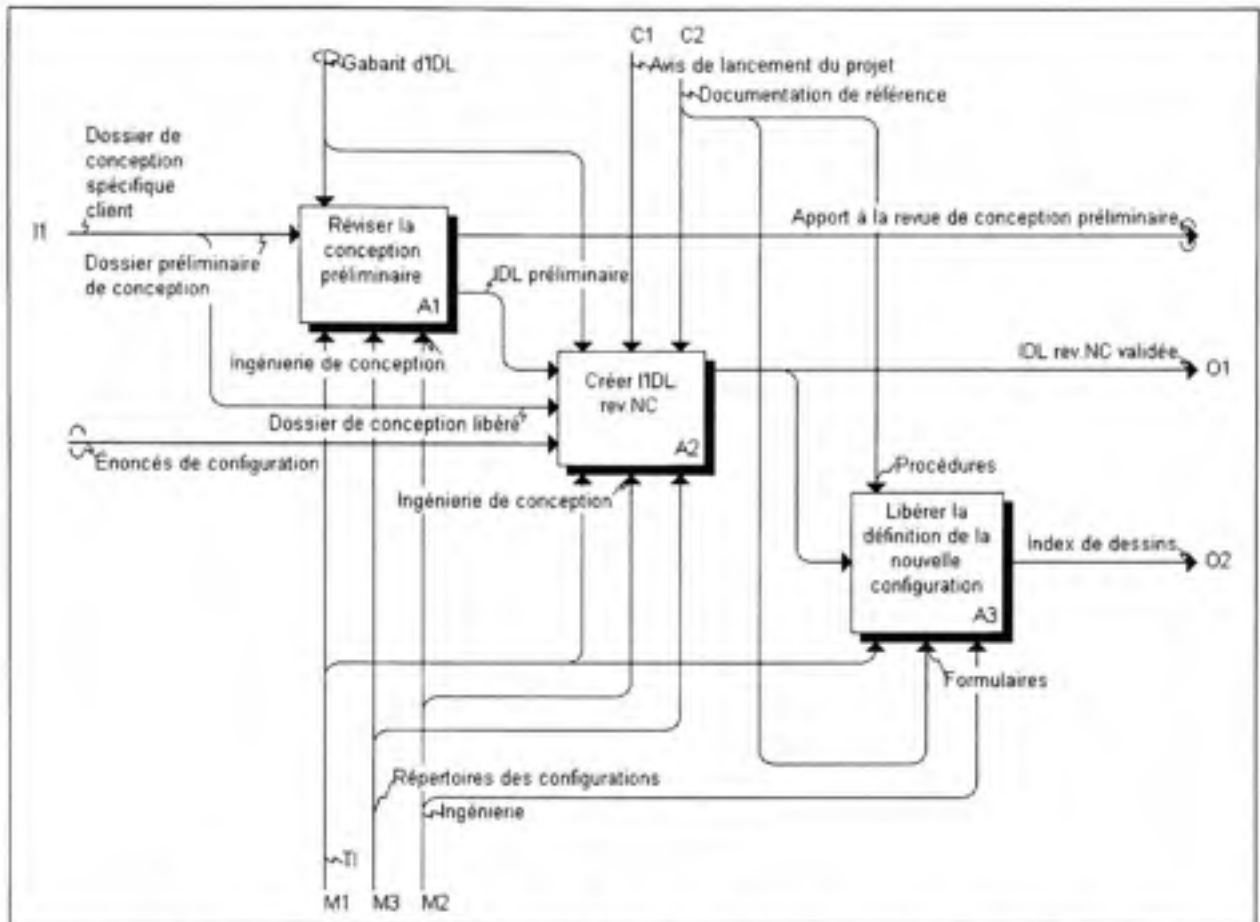 C1 C2
Gabarit d'IDL
Avis de lancement du projet
Documentation de référence
Dossier de
conception
spécifique
client
I1
Réviser la
conception
préliminaire
A1
Apport à la revue de conception préliminaire
Dossier préliminaire
de conception
IDL préliminaire
Ingénierie de conception
IDL rev.NC validée
O1
Créer l'IDL
rev.NC
A2
Dossier de conception libéré
Énoncés de configuration
Procédures
Ingénierie de conception
Libérer la
définition de la
nouvelle
configuration
A3
Index de dessins
O2
Formulaires
Répertoires des configurations
Ingénierie
TI
M1 M3 M2